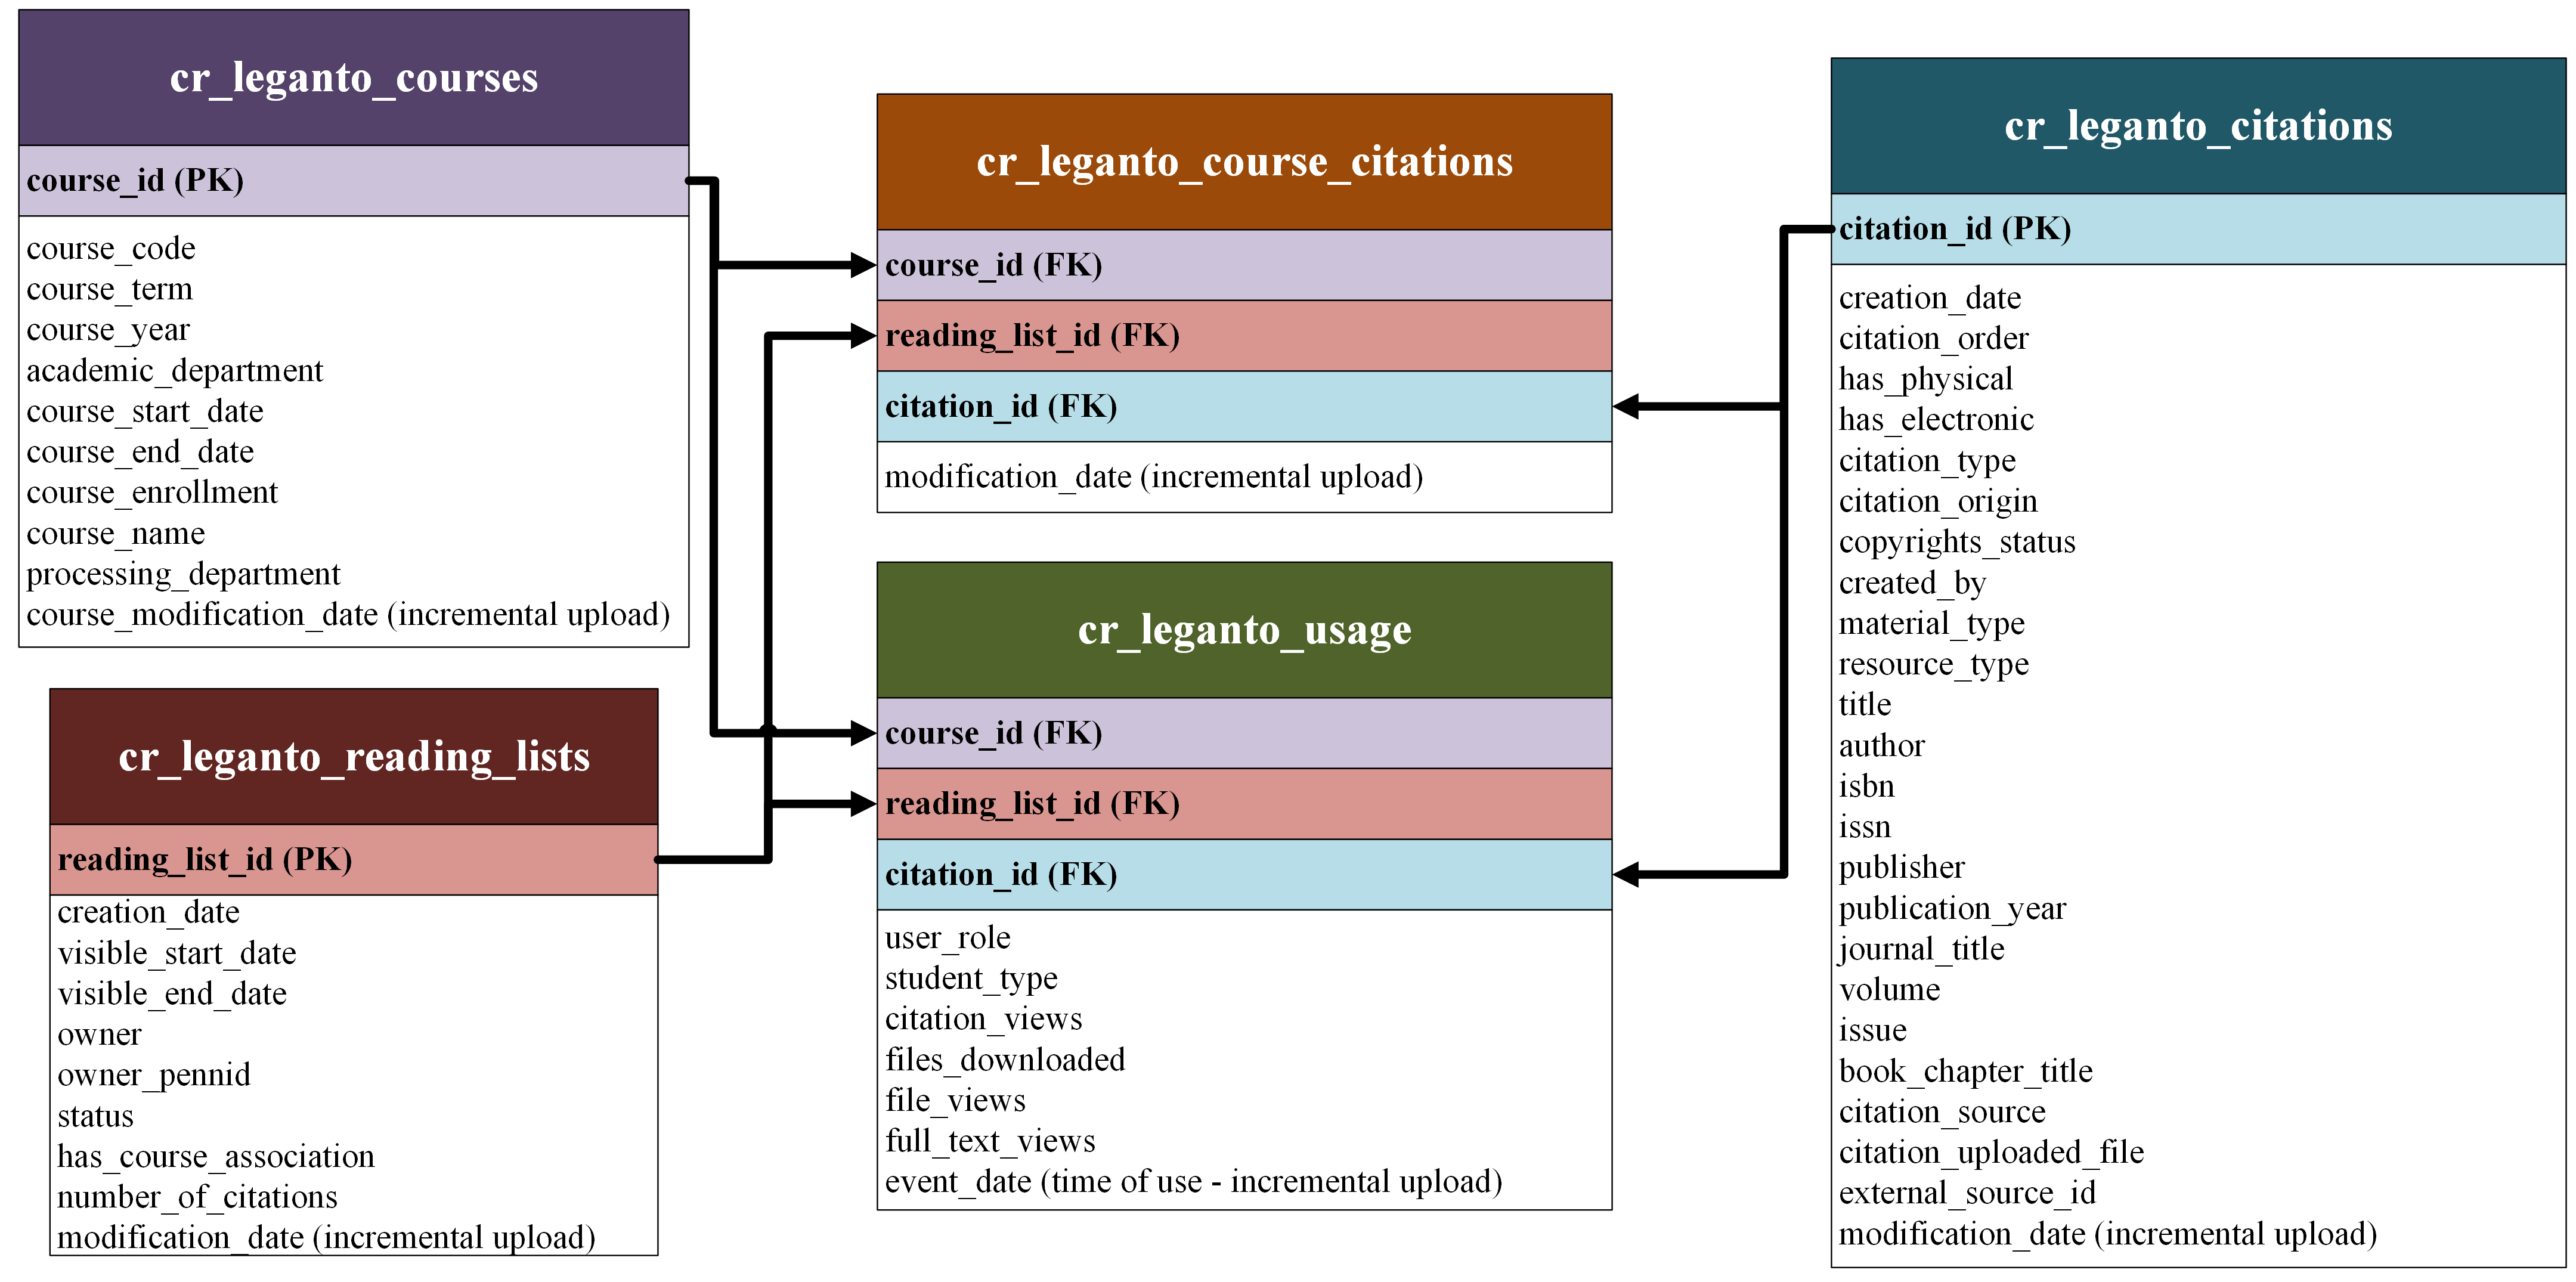 cr_leganto_courses
course_id (PK)
course_code
course_term
course_year
academic_department
course_start_date
course_end_date
course_enrollment
course_name
processing_department
course_modification_date (incremental upload)
cr_leganto_reading_lists
reading_list_id (PK)
creation_date
visible_start_date
visible_end_date
owner
owner_pennid
status
has_course_association
number_of_citations
modification_date (incremental upload)
cr_leganto_course_citations
course_id (FK)
reading_list_id (FK)
citation_id (FK)
modification_date (incremental upload)
cr_leganto_usage
course_id (FK)
reading_list_id (FK)
citation_id (FK)
user_role
student_type
citation_views
files_downloaded
file_views
full_text_views
event_date (time of use - incremental upload)
cr_leganto_citations
citation_id (PK)
creation_date
citation_order
has_physical
has_electronic
citation_type
citation_origin
copyrights_status
created_by
material_type
resource_type
title
author
isbn
issn
publisher
publication_year
journal_title
volume
issue
book_chapter_title
citation_source
citation_uploaded_file
external_source_id
modification_date (incremental upload)